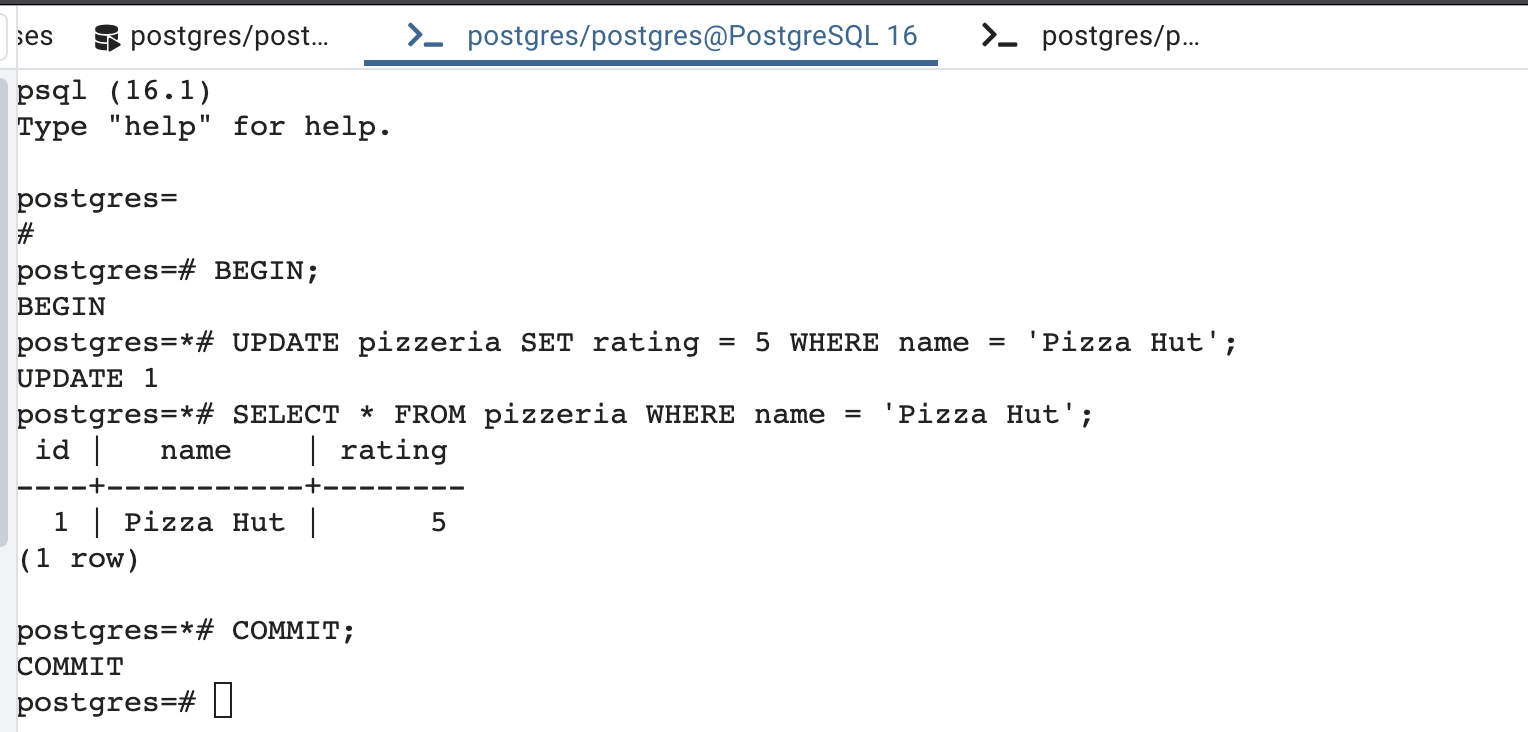 ses postgres/post... postgres/postgres@PostgreSQL 16 postgres/p...
psql (16.1)
Type "help" for help.
postgres=
#
postgres=# BEGIN;
BEGIN
postgres=*# UPDATE pizzeria SET rating = 5 WHERE name = 'Pizza Hut';
UPDATE 1
postgres=*# SELECT * FROM pizzeria WHERE name = 'Pizza Hut';
 id |   name    | rating
----+-----------+--------
  1 | Pizza Hut |      5
(1 row)
postgres=*# COMMIT;
COMMIT
postgres=#